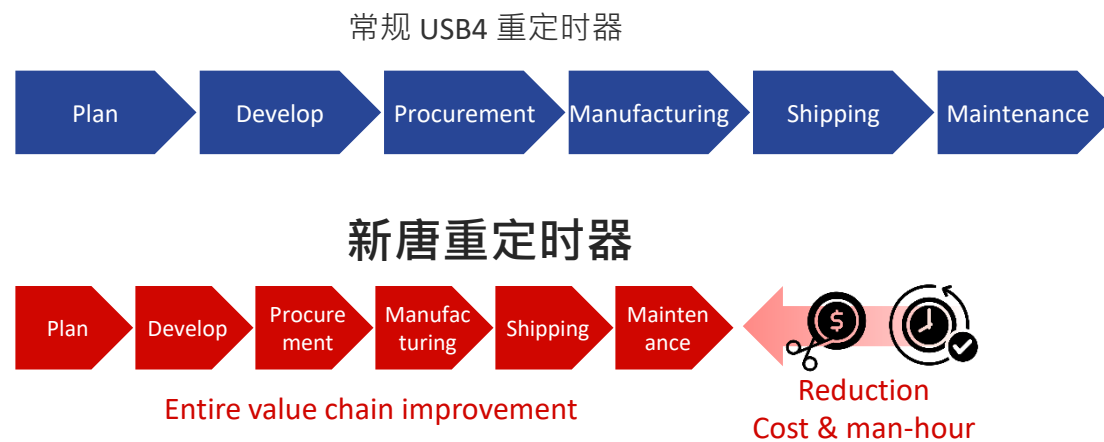 常规 USB4 重定时器
Plan
Develop
Procurement
Manufacturing
Shipping
Maintenance
新唐重定时器
Plan
Develop
Procure
ment
Manufac
turing
Shipping
Mainten
ance
$
Entire value chain improvement
Reduction
Cost & man-hour